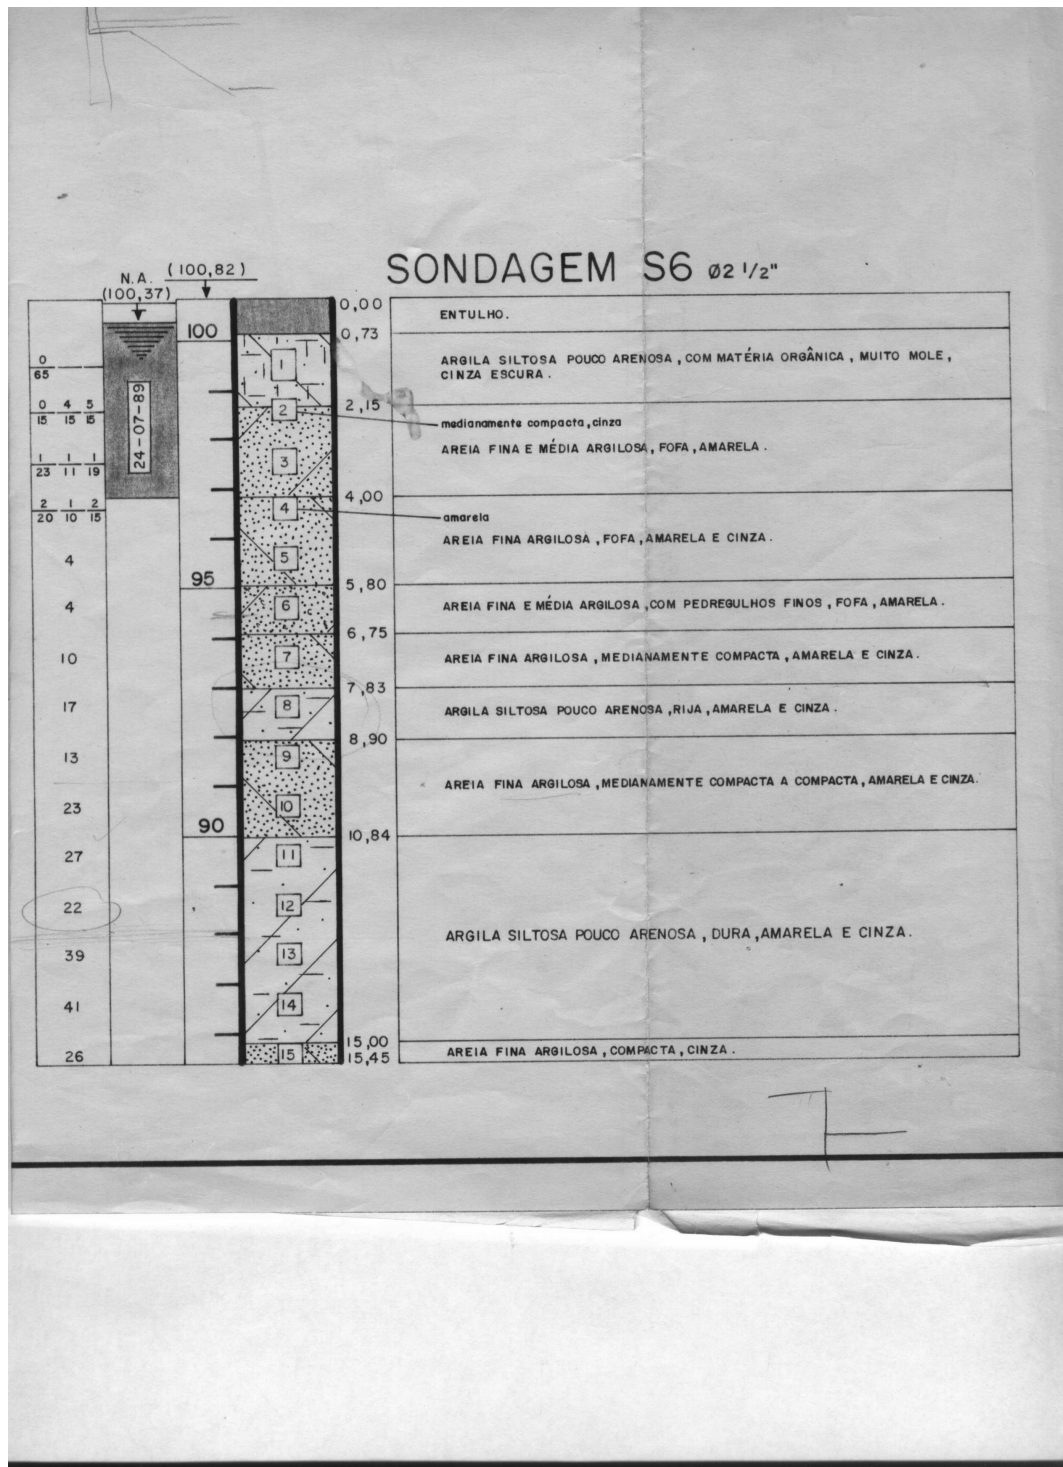 SONDAGEM S6 Ø2 1/2"
N.A.
(100,37)
(100,82)
0,00
ENTULHO.
100
0,73
0
65
1
ARGILA SILTOSA POUCO ARENOSA, COM MATÉRIA ORGÂNICA, MUITO MOLE,
CINZA ESCURA.
24-07-89
0 4 5
15 15 15
2
2,15
medianamente compacta, cinza
AREIA FINA E MÉDIA ARGILOSA, FOFA, AMARELA.
1 1 1
23 11 19
3
4,00
2 1 2
20 10 15
4
amarela
AREIA FINA ARGILOSA, FOFA, AMARELA E CINZA.
4
5
95
5,80
4
6
AREIA FINA E MÉDIA ARGILOSA, COM PEDREGULHOS FINOS, FOFA, AMARELA.
6,75
10
7
AREIA FINA ARGILOSA, MEDIANAMENTE COMPACTA, AMARELA E CINZA.
7,83
17
8
ARGILA SILTOSA POUCO ARENOSA, RIJA, AMARELA E CINZA.
8,90
13
9
AREIA FINA ARGILOSA, MEDIANAMENTE COMPACTA A COMPACTA, AMARELA E CINZA.
23
10
90
10,84
27
11
22
12
ARGILA SILTOSA POUCO ARENOSA, DURA, AMARELA E CINZA.
39
13
41
14
15,00
26
15
15,45
AREIA FINA ARGILOSA, COMPACTA, CINZA.